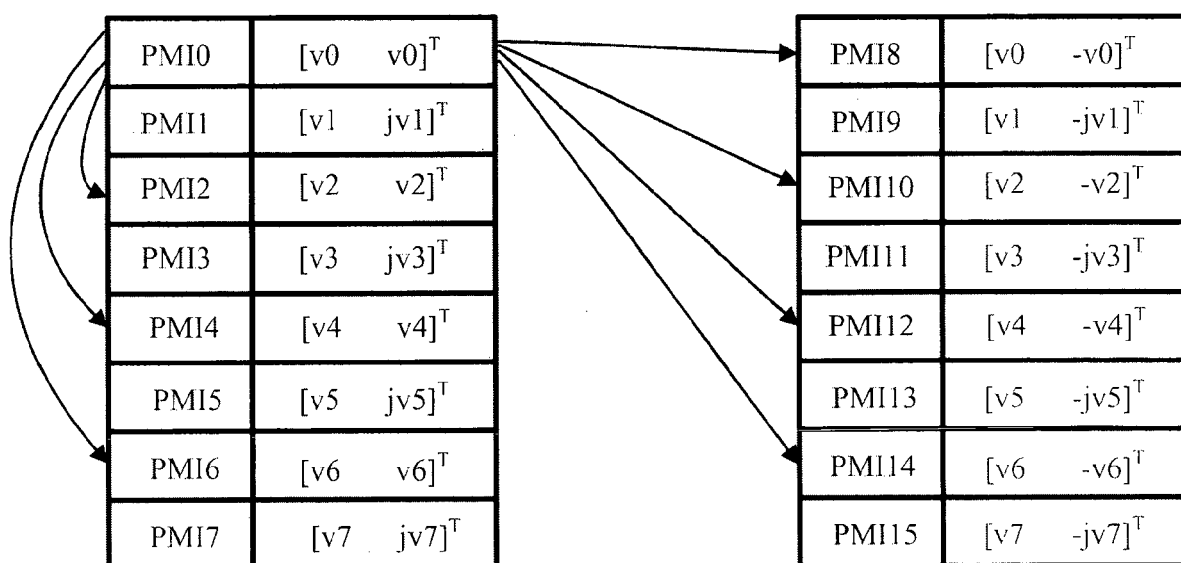 PMI0 [v0 v0]^T
PMI1 [v1 jv1]^T
PMI2 [v2 v2]^T
PMI3 [v3 jv3]^T
PMI4 [v4 v4]^T
PMI5 [v5 jv5]^T
PMI6 [v6 v6]^T
PMI7 [v7 jv7]^T
PMI8 [v0 -v0]^T
PMI9 [v1 -jv1]^T
PMI10 [v2 -v2]^T
PMI11 [v3 -jv3]^T
PMI12 [v4 -v4]^T
PMI13 [v5 -jv5]^T
PMI14 [v6 -v6]^T
PMI15 [v7 -jv7]^T